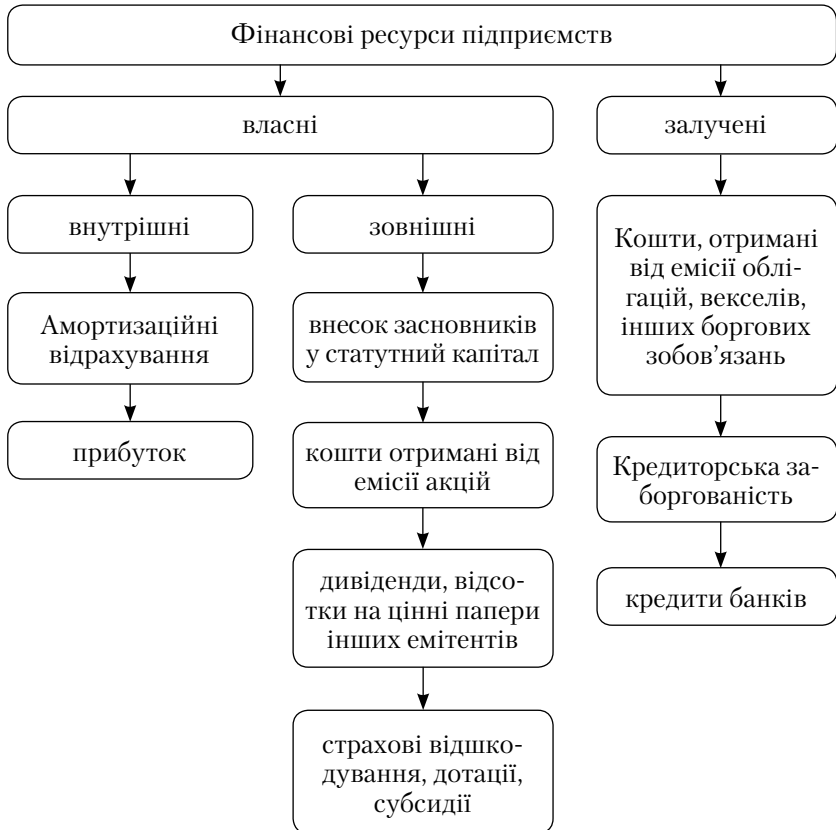 Фінансові ресурси підприємств
власні
залучені
внутрішні
зовнішні
Амортизаційні
відрахування
прибуток
внесок засновників
у статутний капітал
кошти отримані від
емісії акцій
дивіденди, відсо-
тки на цінні папери
інших емітентів
страхові відшко-
дування, дотації,
субсидії
Кошти, отримані
від емісії облі-
гацій, векселів,
інших боргових
зобов’язань
Кредиторська за-
боргованість
кредити банків